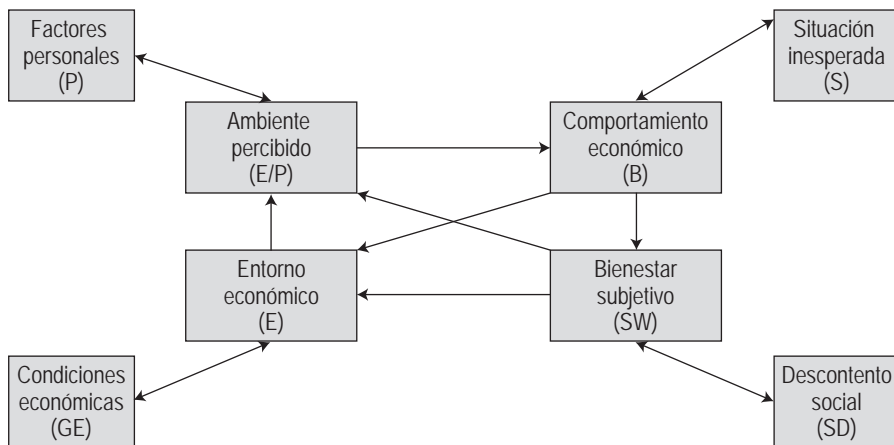 Factores
personales
(P)
Situación
inesperada
(S)
Ambiente
percibido
(E/P)
Comportamiento
económico
(B)
Entorno
económico
(E)
Bienestar
subjetivo
(SW)
Condiciones
económicas
(GE)
Descontento
social
(SD)